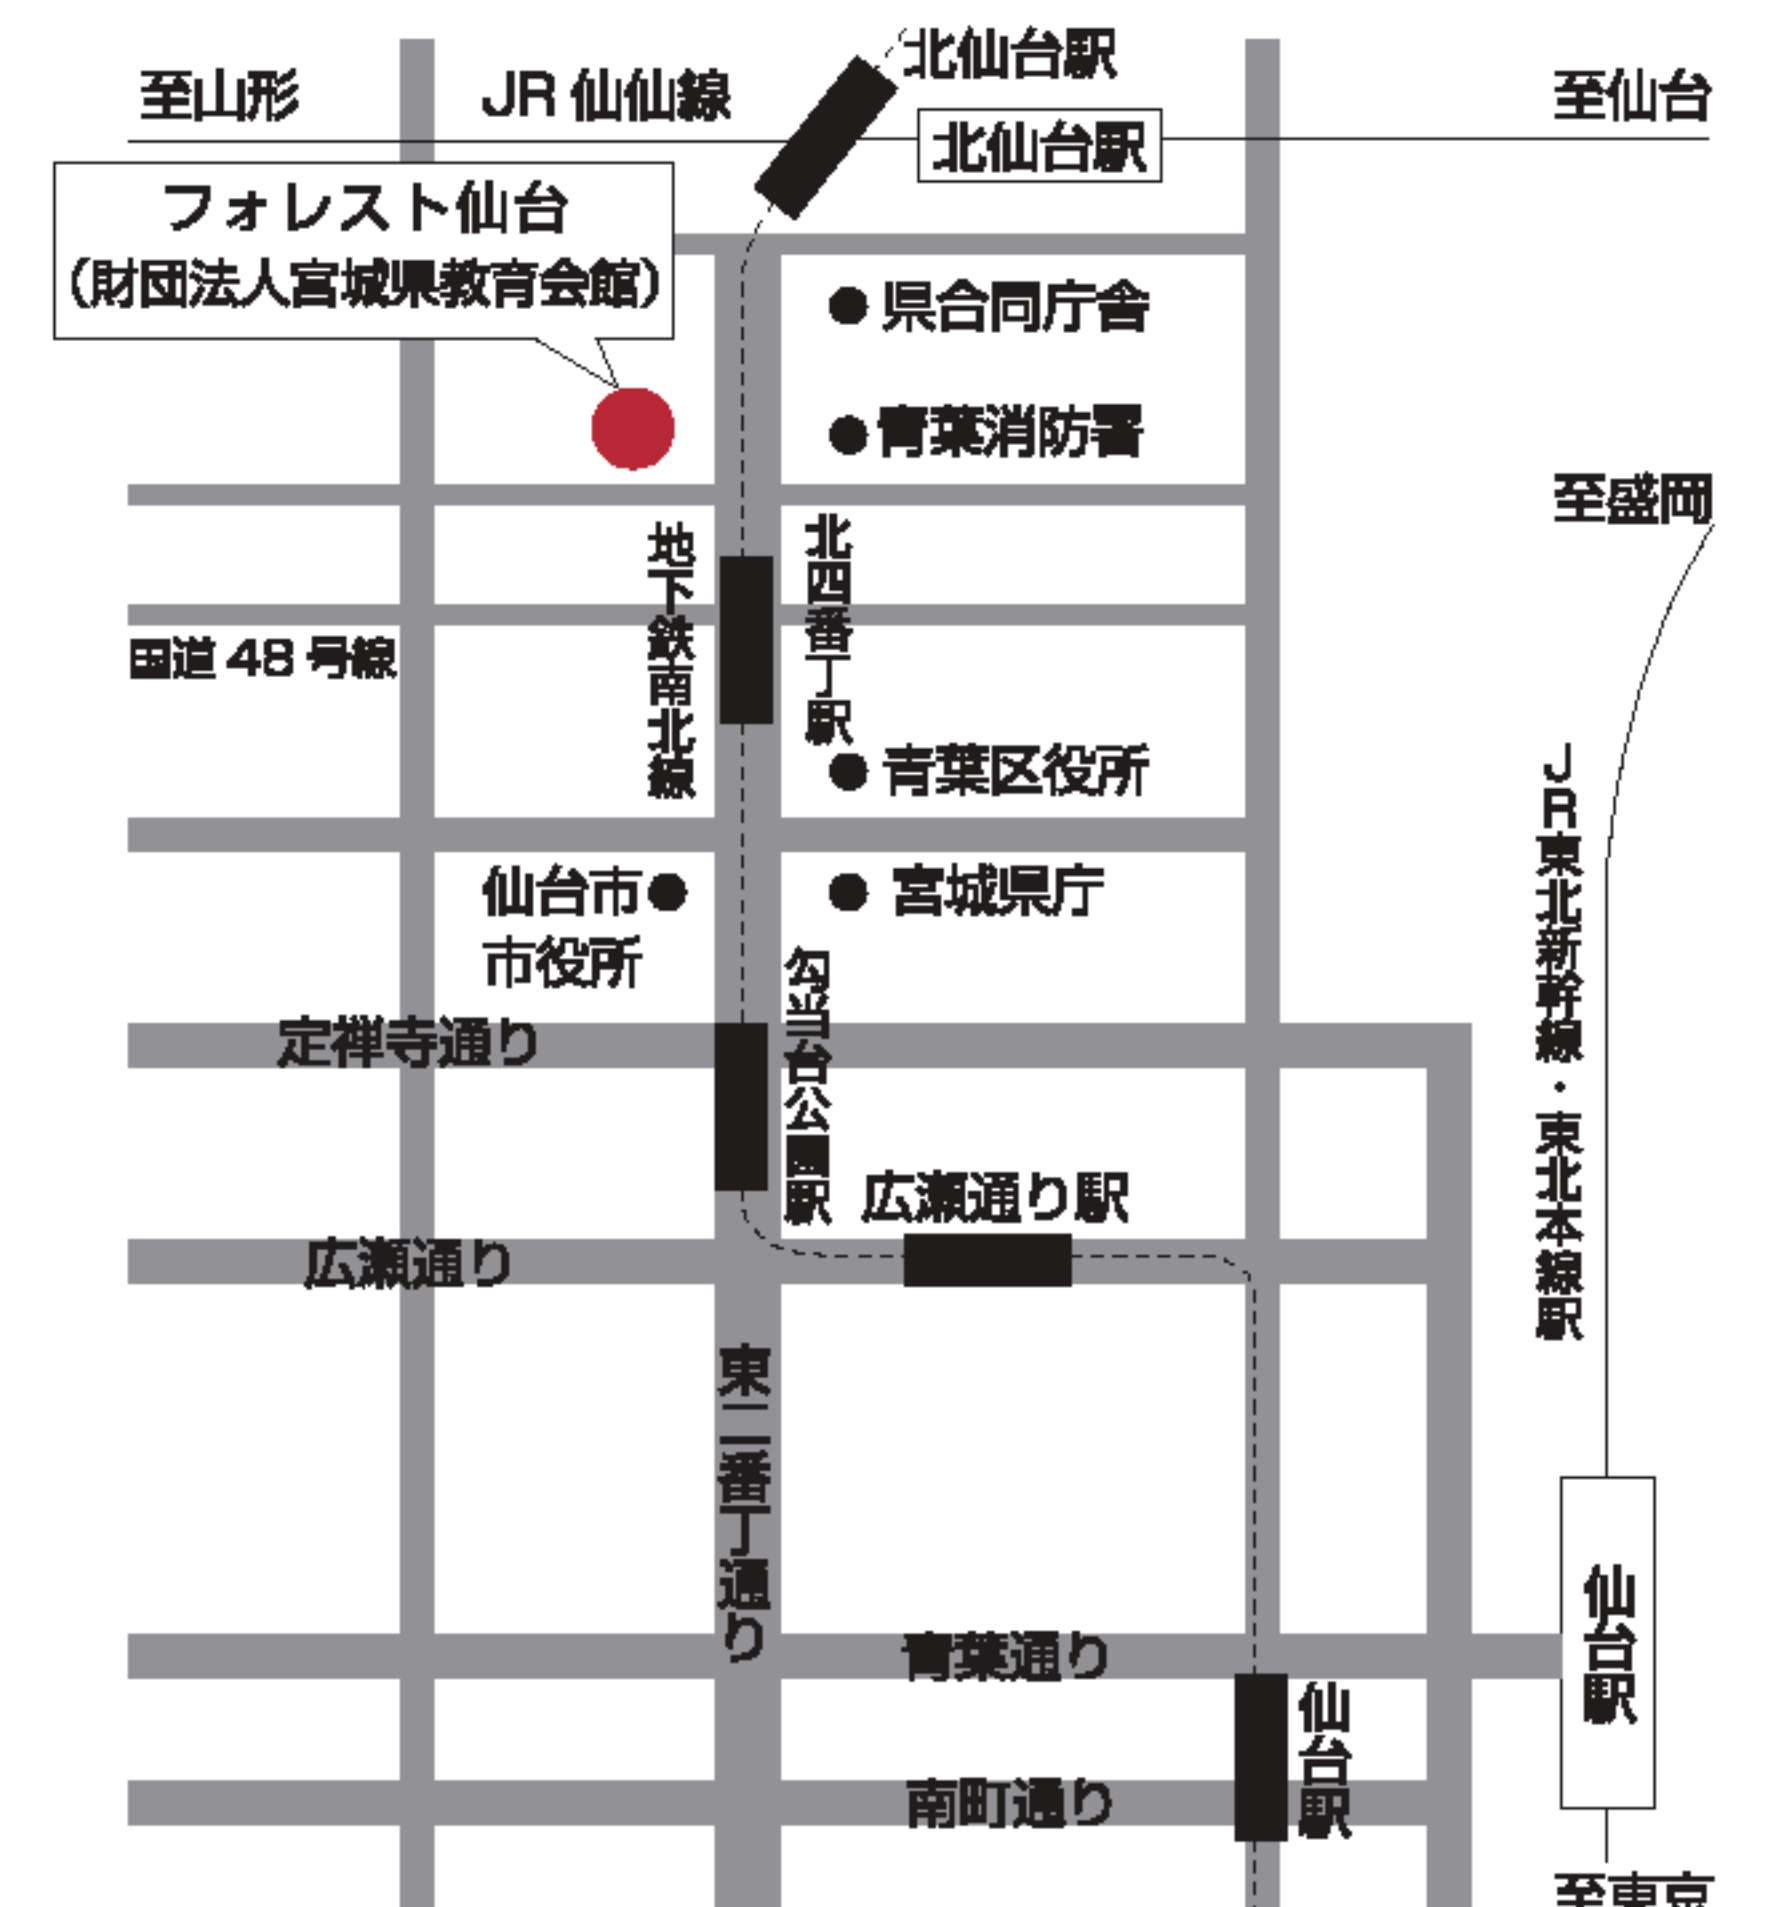 北仙台駅
至山形
JR 仙仙線
至仙台
北仙台駅
フォレスト仙台
(財団法人宮城県教育会館)
県合同庁舎
青葉消防署
至盛岡
地下鉄南北線
北四番丁駅
国道 48 号線
青葉区役所
JR東北新幹線・東北本線駅
仙台市
市役所
宮城県庁
勾当台公園駅
定禅寺通り
広瀬通り駅
広瀬通り
東二番丁通り
仙台駅
青葉通り
仙台駅
南町通り
至東京